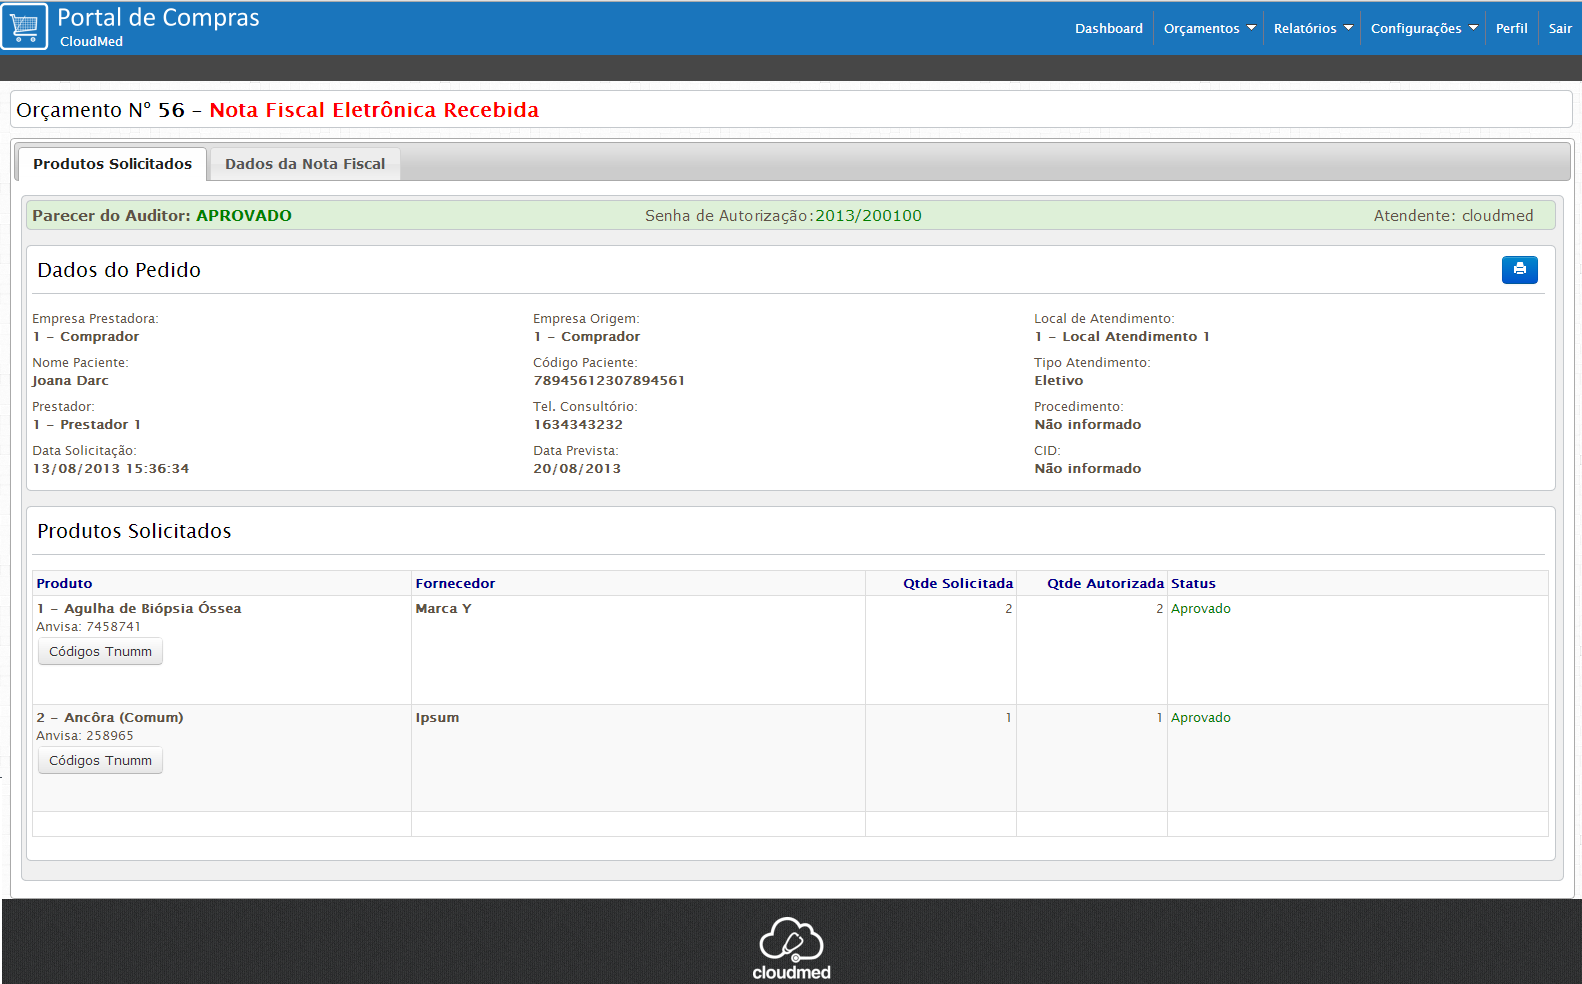 Portal de Compras
CloudMed
Dashboard Orçamentos Relatórios Configurações Perfil Sair
Orçamento Nº 56 - Nota Fiscal Eletrônica Recebida
Produtos Solicitados Dados da Nota Fiscal
Parecer do Auditor: APROVADO Senha de Autorização:2013/200100 Atendente: cloudmed
Dados do Pedido
Empresa Prestadora: Empresa Origem: Local de Atendimento:
1 - Comprador 1 - Comprador 1 - Local Atendimento 1
Nome Paciente: Código Paciente: Tipo Atendimento:
Joana Darc 78945612307894561 Eletivo
Prestador: Tel. Consultório: Procedimento:
1 - Prestador 1 1634343232 Não informado
Data Solicitação: Data Prevista: CID:
13/08/2013 15:36:34 20/08/2013 Não informado
Produtos Solicitados
Produto Fornecedor Qtde Solicitada Qtde Autorizada Status
1 - Agulha de Biópsia Óssea Marca Y 2 2 Aprovado
Anvisa: 7458741
Códigos Tnumm
2 - Ancôra (Comum) Ipsum 1 1 Aprovado
Anvisa: 258965
Códigos Tnumm
cloudmed